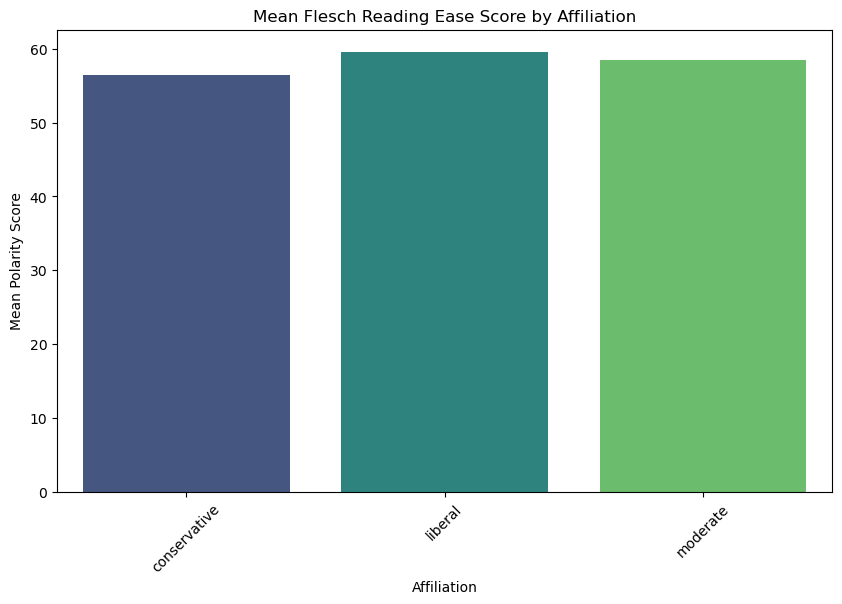 Mean Flesch Reading Ease Score by Affiliation
Mean Polarity Score
60
50
40
30
20
10
0
conservative
liberal
moderate
Affiliation